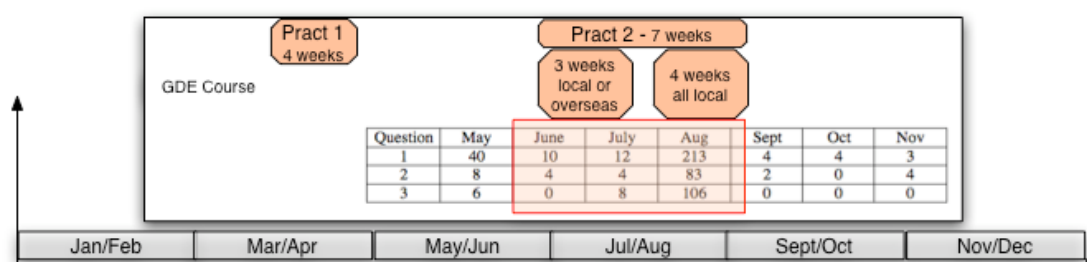 Pract 1
4 weeks
Pract 2 - 7 weeks
3 weeks
local or
overseas
4 weeks
all local
GDE Course
Question May June July Aug Sept Oct Nov
1 40 10 12 213 4 4 3
2 8 4 4 83 2 0 4
3 6 0 8 106 0 0 0
Jan/Feb Mar/Apr May/Jun Jul/Aug Sept/Oct Nov/Dec